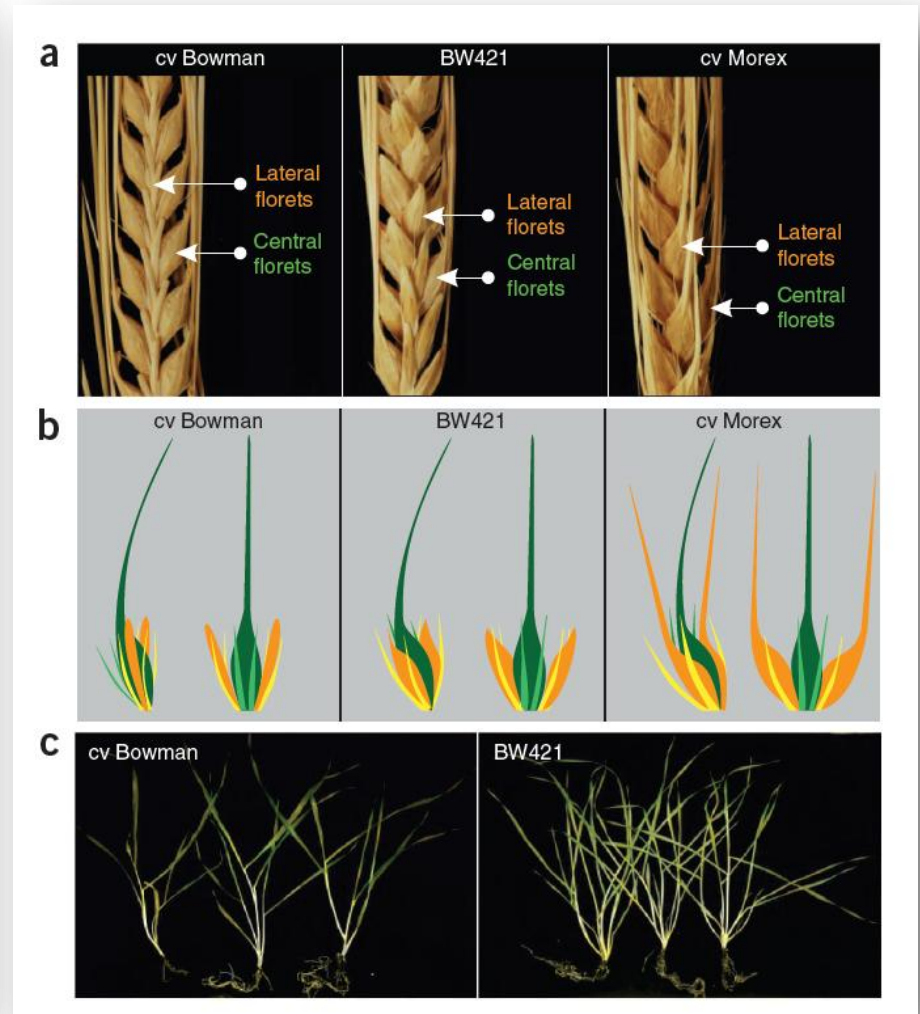 a
cv Bowman
BW421
cv Morex
Lateral
florets
Central
florets
Lateral
florets
Central
florets
Lateral
florets
Central
florets
b
cv Bowman
BW421
cv Morex
c
cv Bowman
BW421